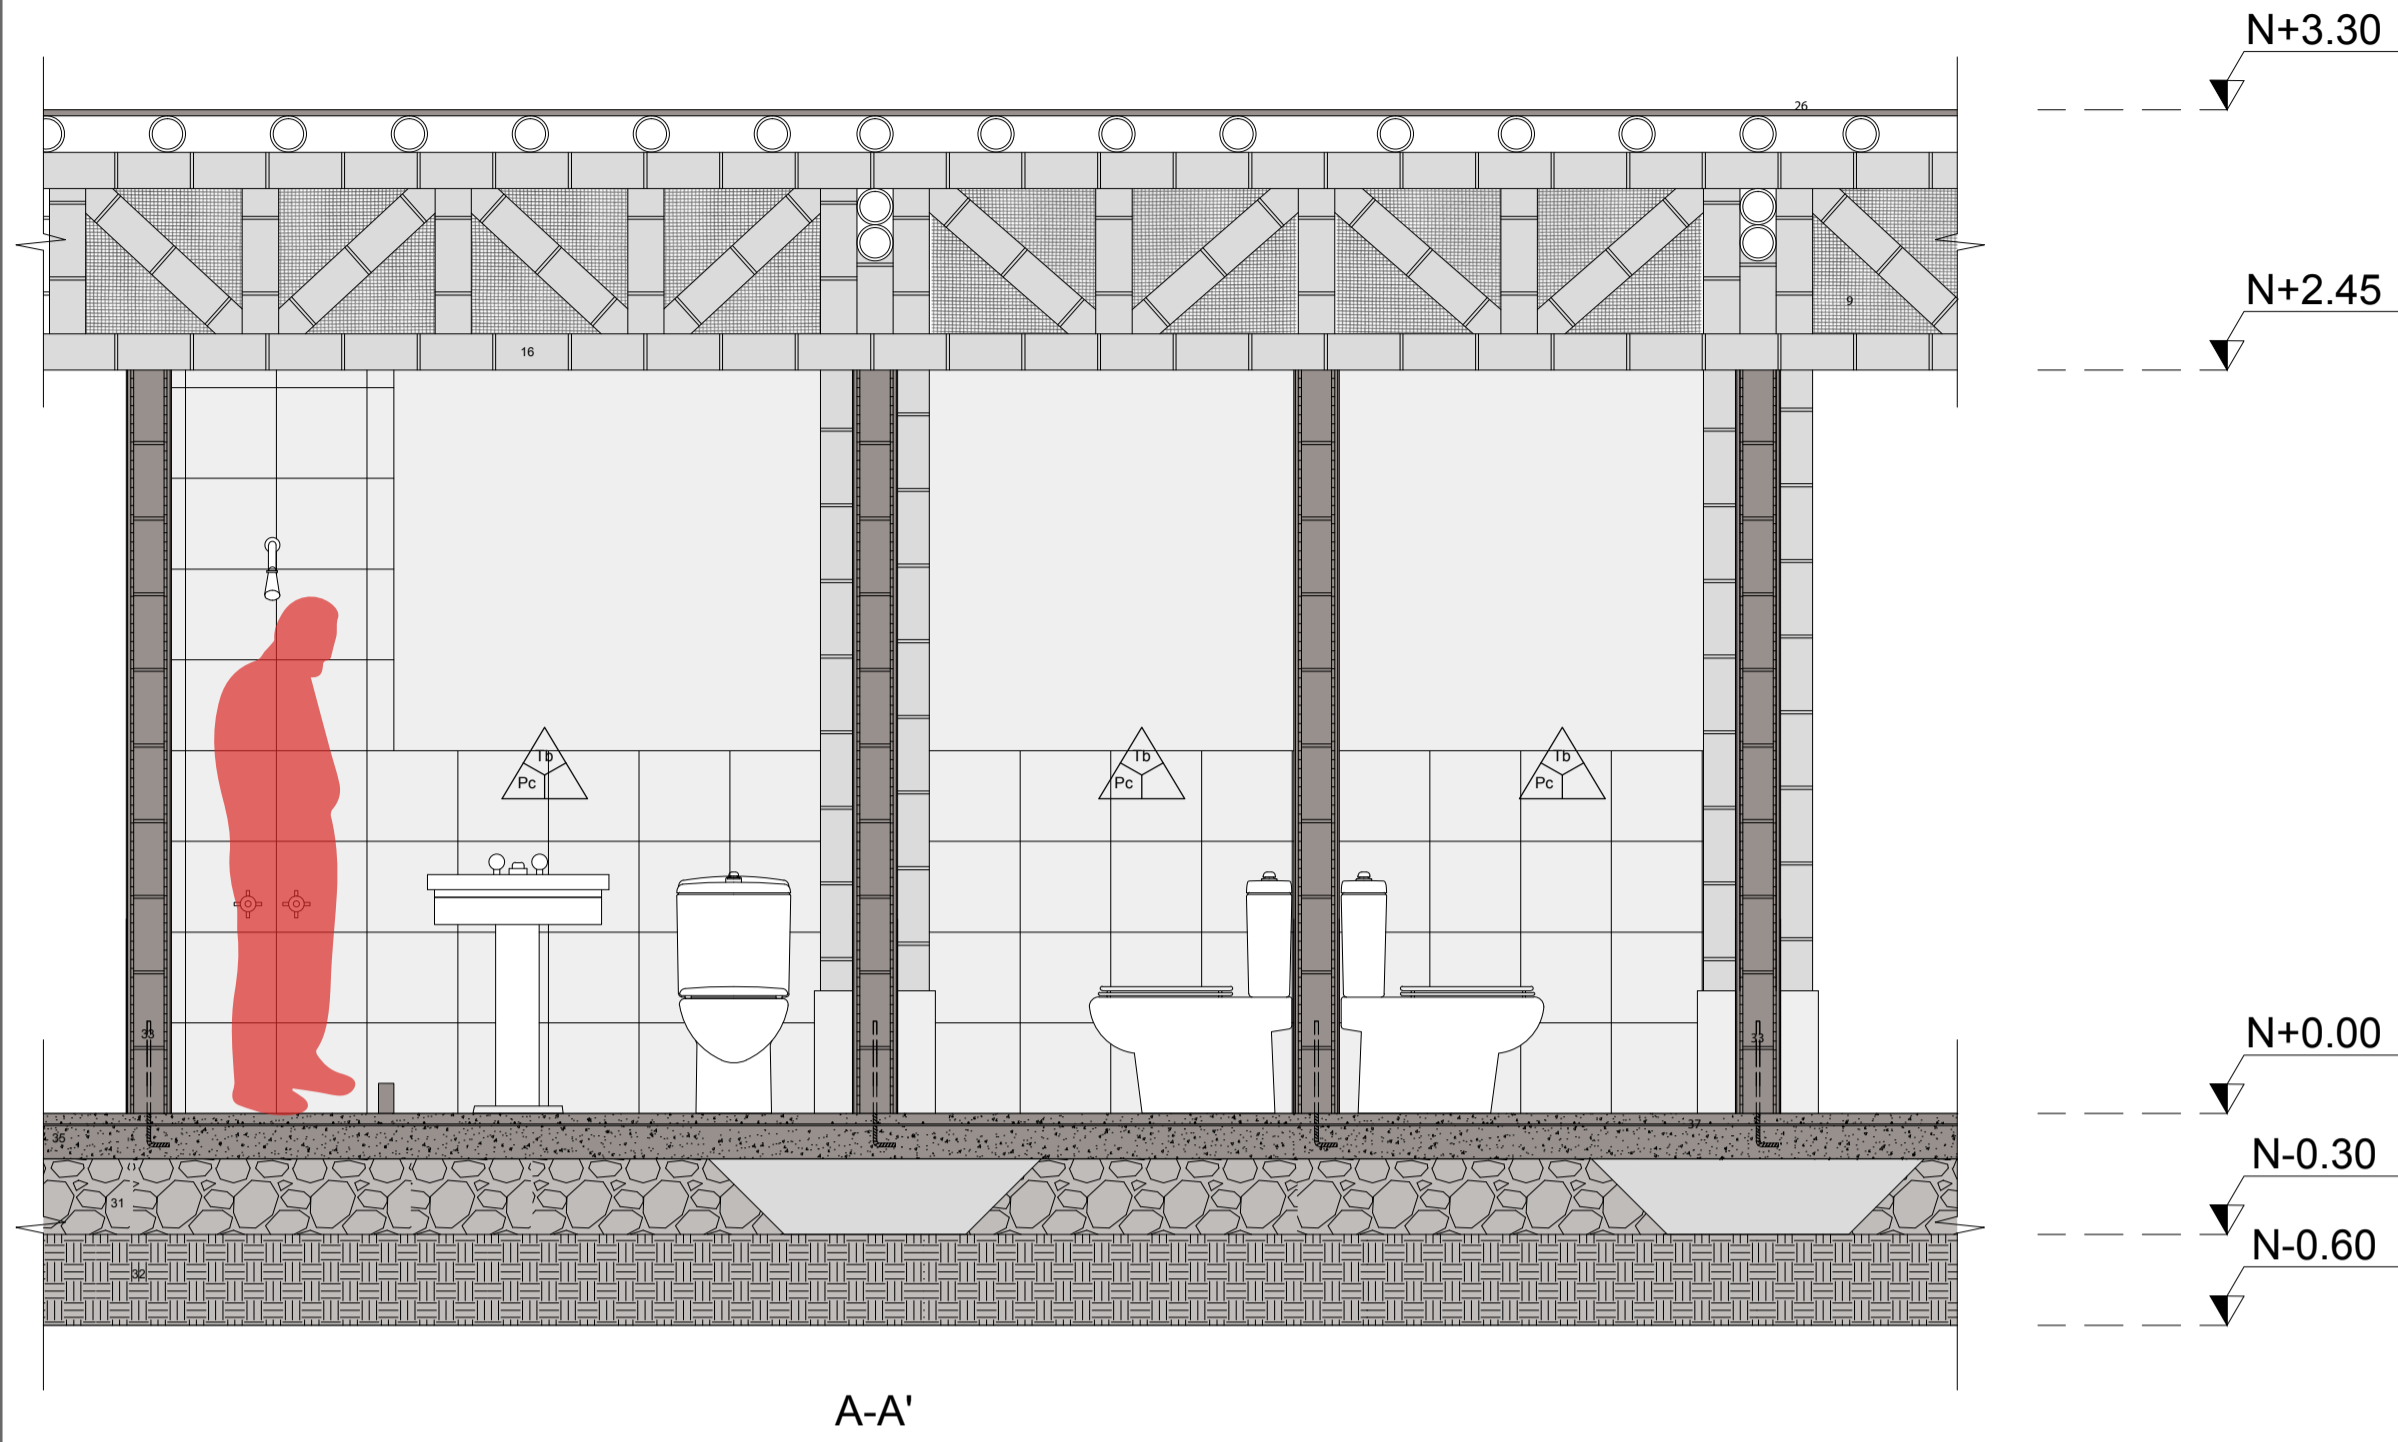 N+3.30
26
N+2.45
9
16
Tb
Pc
Tb
Pc
Tb
Pc
33
33
N+0.00
35
37
N-0.30
31
N-0.60
32
A-A'